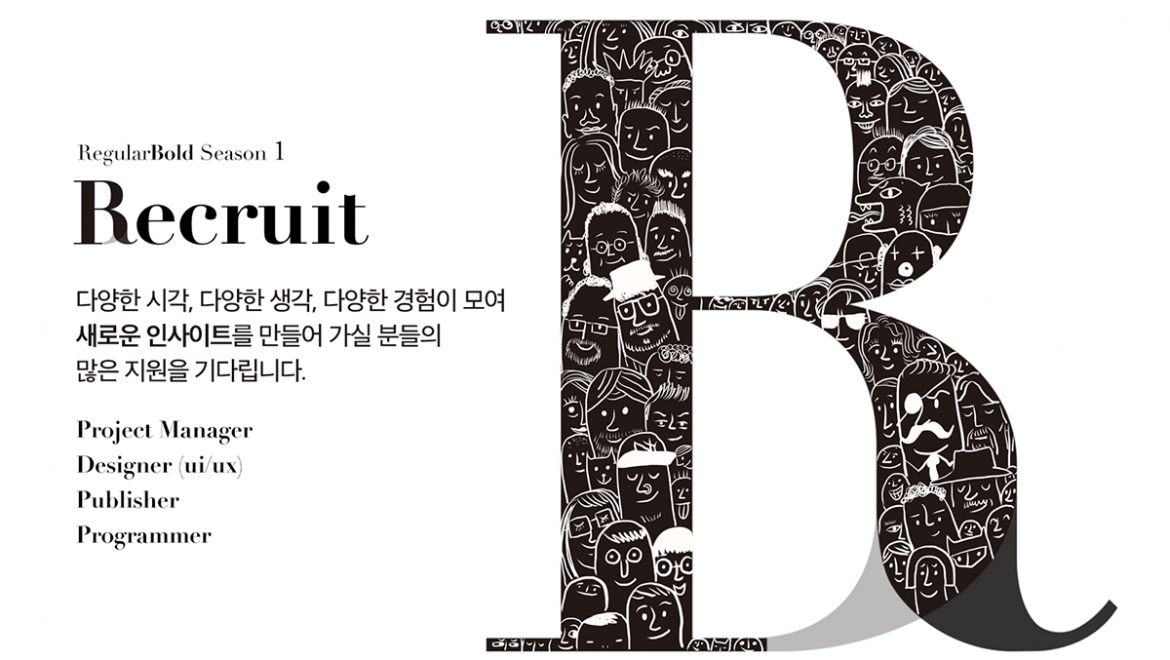 RegularBold Season 1
Recruit
다양한 시각, 다양한 생각, 다양한 경험이 모여
새로운 인사이트를 만들어 가실 분들의
많은 지원을 기다립니다.
Project Manager
Designer (ui/ux)
Publisher
Programmer
R